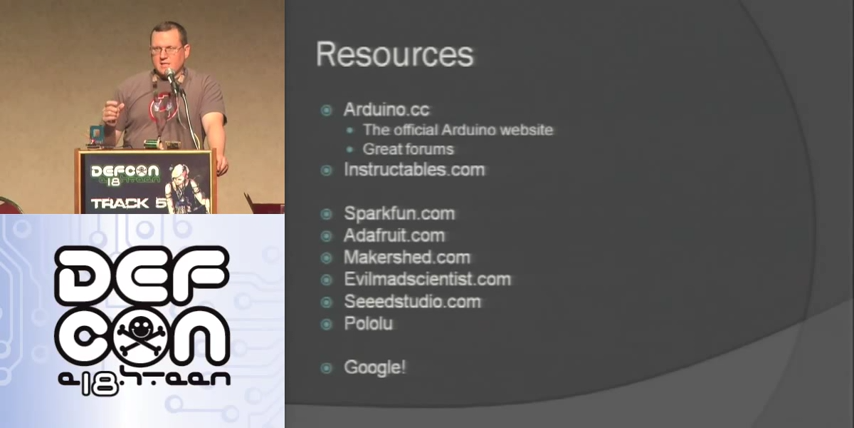 DEFCON
18
TRACK 5
DEF
CON
e18hteen
Resources
Arduino.cc
The official Arduino website
Great forums
Instructables.com
Sparkfun.com
Adafruit.com
Makershed.com
Evilmadscientist.com
Seeedstudio.com
Pololu
Google!